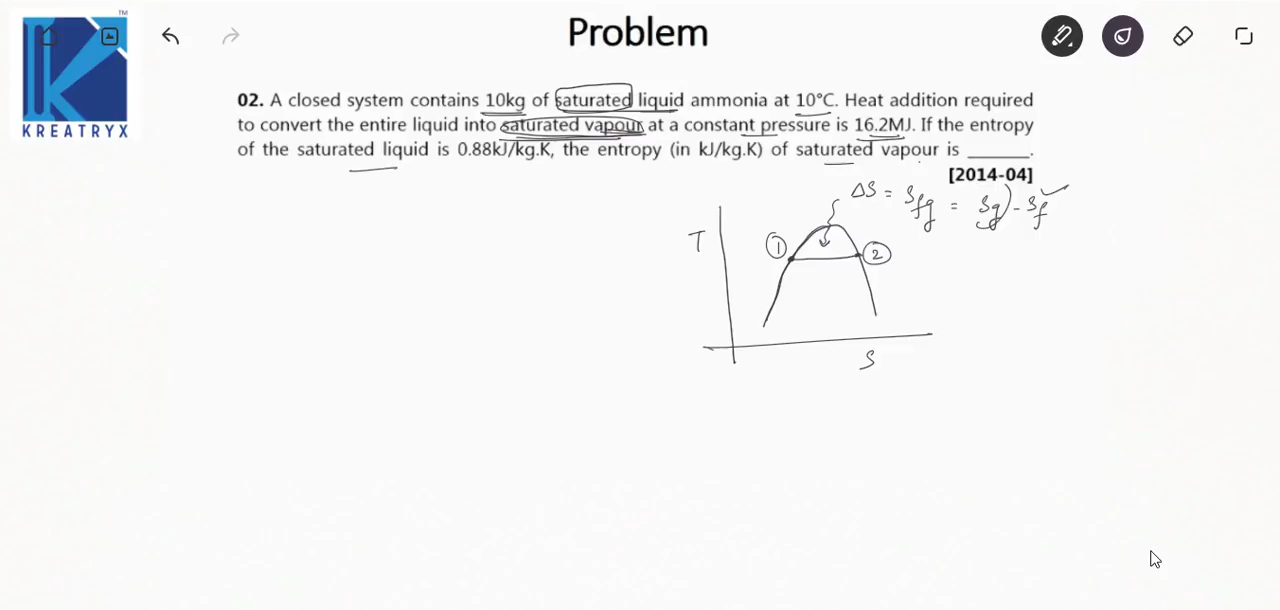 Problem
TM
KREATRYX
02. A closed system contains 10kg of saturated liquid ammonia at 10°C. Heat addition required
to convert the entire liquid into saturated vapour at a constant pressure is 16.2MJ. If the entropy
of the saturated liquid is 0.88kJ/kg.K, the entropy (in kJ/kg.K) of saturated vapour is ______.
[2014-04]
ΔS = Sfg = Sg - Sf
T
1
2
S